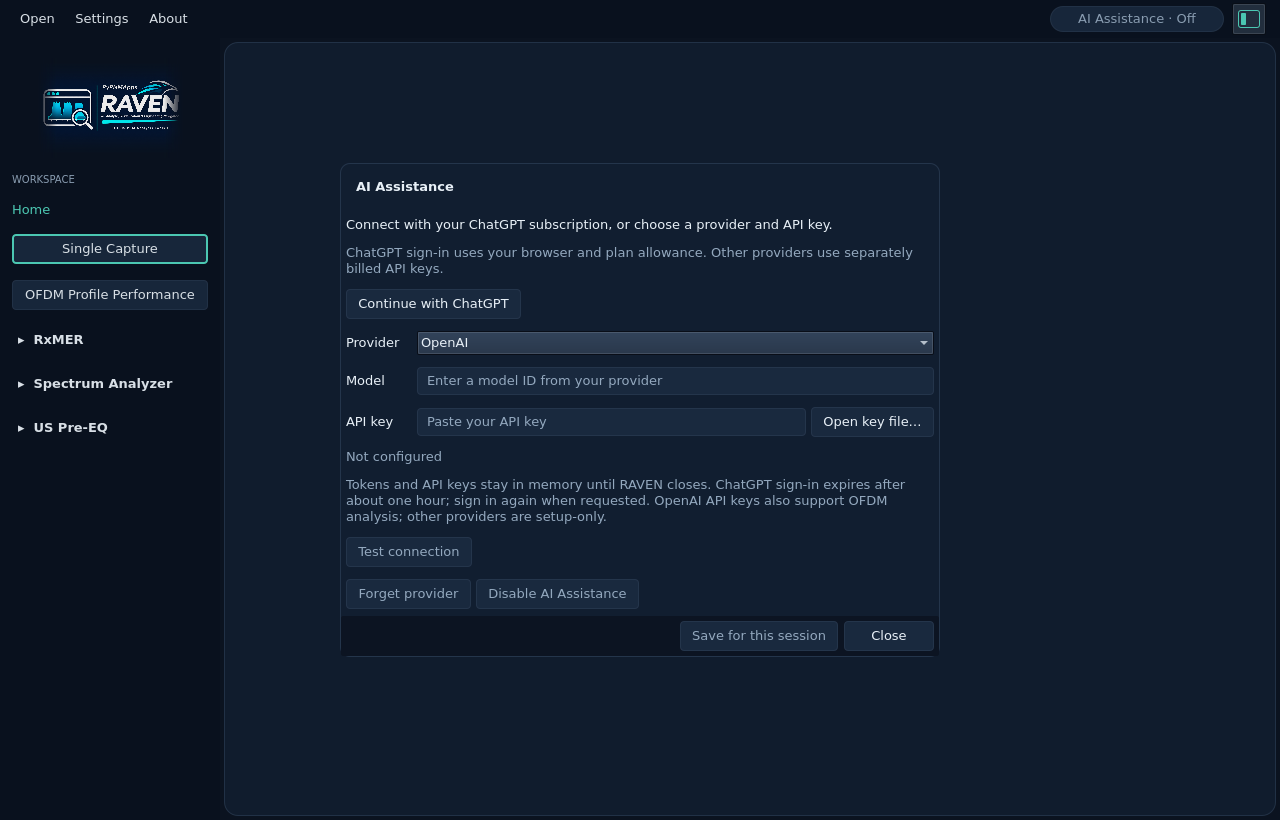 Open Settings About
AI Assistance · Off
PyPNMApps
RAVEN
WORKSPACE
Home
Single Capture
OFDM Profile Performance
▸ RxMER
▸ Spectrum Analyzer
▸ US Pre-EQ
AI Assistance
Connect with your ChatGPT subscription, or choose a provider and API key.
ChatGPT sign-in uses your browser and plan allowance. Other providers use separately
billed API keys.
Continue with ChatGPT
Provider OpenAI
Model Enter a model ID from your provider
API key Paste your API key Open key file...
Not configured
Tokens and API keys stay in memory until RAVEN closes. ChatGPT sign-in expires after
about one hour; sign in again when requested. OpenAI API keys also support OFDM
analysis; other providers are setup-only.
Test connection
Forget provider Disable AI Assistance
Save for this session Close